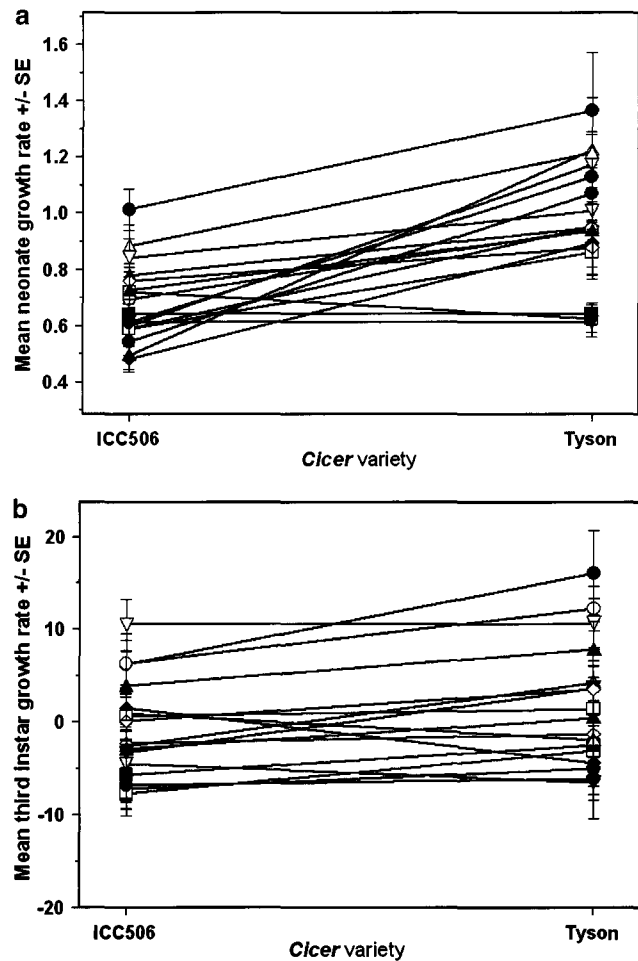 a
Mean neonate growth rate +/- SE
1.6
1.4
1.2
1.0
0.8
0.6
0.4
ICC506
Tyson
Cicer variety
b
Mean third instar growth rate +/- SE
20
10
0
-10
-20
ICC506
Tyson
Cicer variety